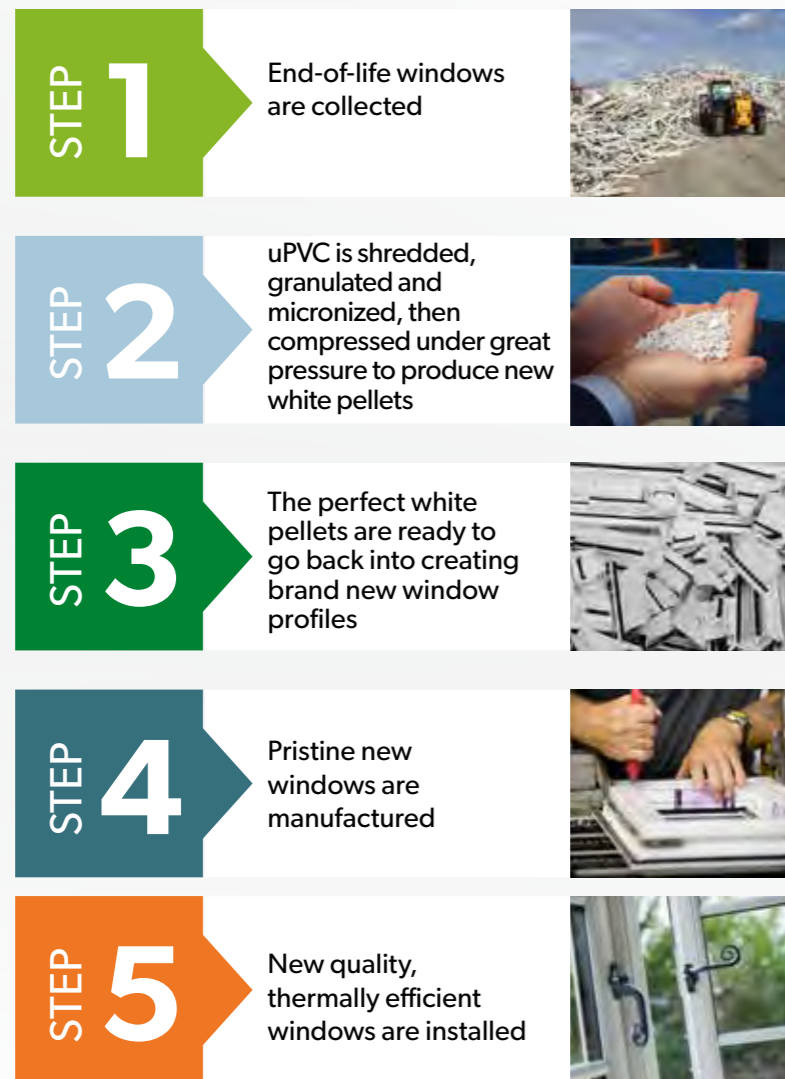 STEP 1
End-of-life windows
are collected
STEP 2
uPVC is shredded,
granulated and
micronized, then
compressed under great
pressure to produce new
white pellets
STEP 3
The perfect white
pellets are ready to
go back into creating
brand new window
profiles
STEP 4
Pristine new
windows are
manufactured
STEP 5
New quality,
thermally efficient
windows are installed